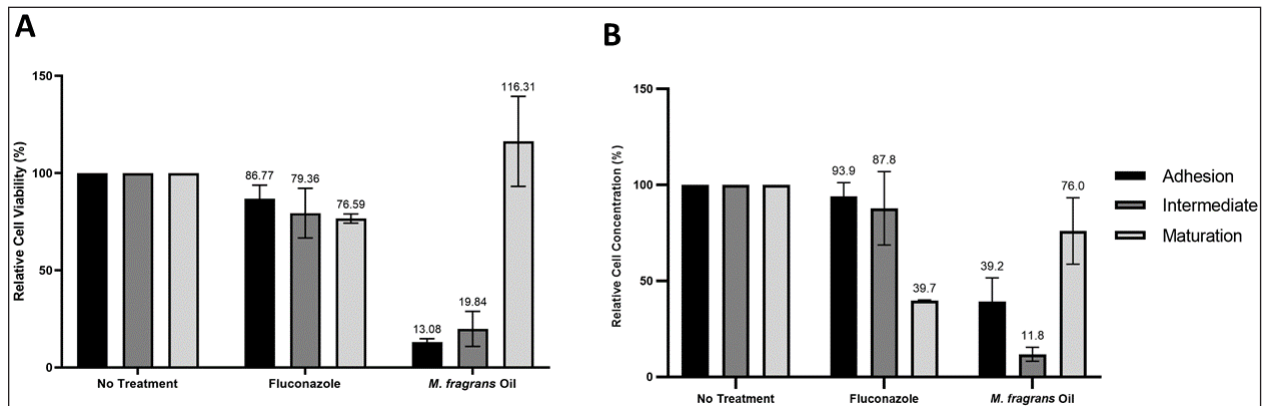 A
Relative Cell Viability (%)
150
100
50
0
86.77
79.36
76.59
13.08
19.84
116.31
No Treatment
Fluconazole
M. fragrans Oil
B
Relative Cell Concentration (%)
150
100
50
0
93.9
87.8
39.7
39.2
11.8
76.0
No Treatment
Fluconazole
M. fragrans Oil
Adhesion
Intermediate
Maturation